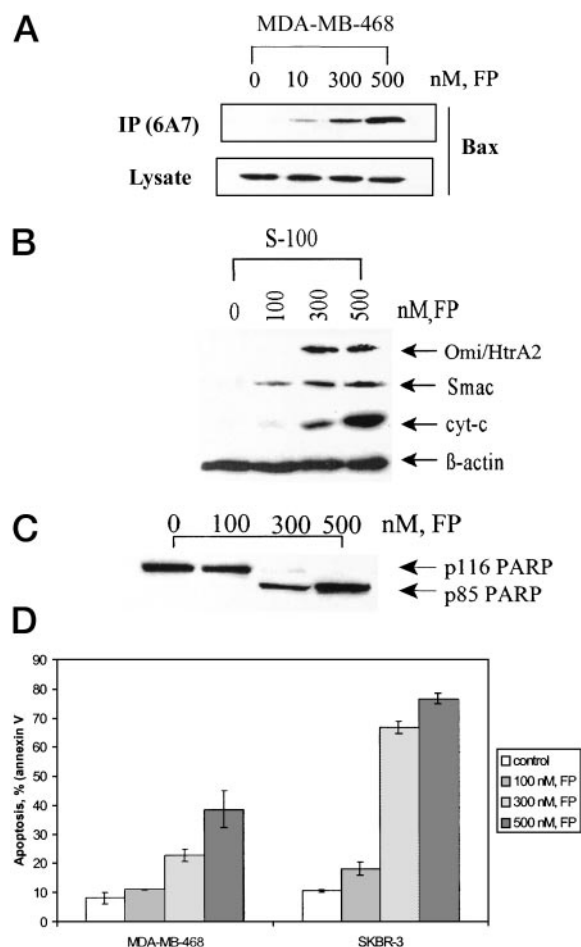 A
MDA-MB-468
0 10 300 500 nM, FP
IP (6A7)
Bax
Lysate
B
S-100
0 100 300 500 nM,FP
Omi/HtrA2
Smac
cyt-c
ß-actin
C
0 100 300 500 nM, FP
p116 PARP
p85 PARP
D
90
80
70
60
50
40
30
20
10
0
Apoptosis, % (annexin V
MDA-MB-468 SKBR-3
control
100 nM, FP
300 nM, FP
500 nM, FP